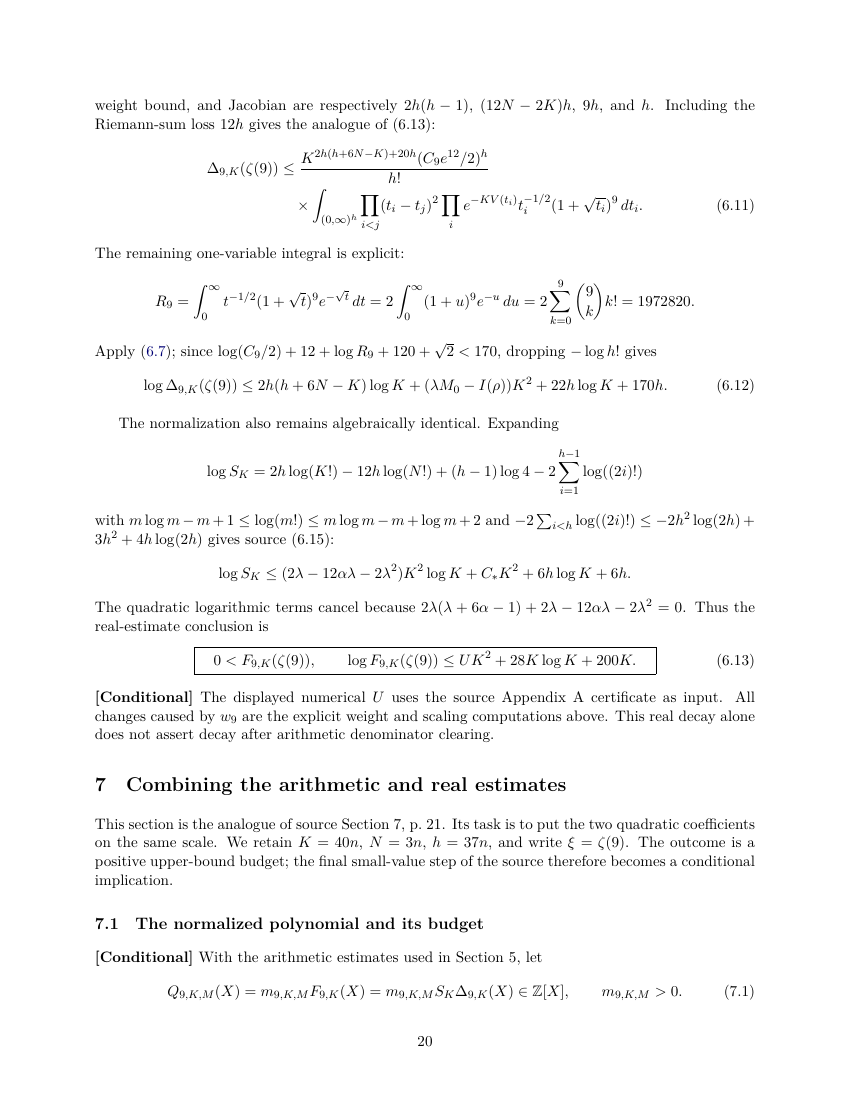 weight bound, and Jacobian are respectively 2h(h − 1), (12N − 2K)h, 9h, and h. Including the
Riemann-sum loss 12h gives the analogue of (6.13):
Δ_{9,K}(ζ(9)) ≤ K^{2h(h+6N−K)+20h}(C_9e^{12}/2)^h / h!
× ∫_{(0,∞)^h} ∏_{i<j}(t_i − t_j)^2 ∏_i e^{−KV(t_i)}t_i^{−1/2}(1 + √t_i)^9 dt_i. (6.11)
The remaining one-variable integral is explicit:
R_9 = ∫_0^∞ t^{−1/2}(1 + √t)^9e^{−√t} dt = 2 ∫_0^∞ (1 + u)^9e^{−u} du = 2 ∑_{k=0}^{9} (9 k) k! = 1972820.
Apply (6.7); since log(C_9/2) + 12 + log R_9 + 120 + √2 < 170, dropping − log h! gives
log Δ_{9,K}(ζ(9)) ≤ 2h(h + 6N − K) log K + (λM_0 − I(ρ))K^2 + 22h log K + 170h. (6.12)
The normalization also remains algebraically identical. Expanding
log S_K = 2h log(K!) − 12h log(N!) + (h − 1) log 4 − 2 ∑_{i=1}^{h−1} log((2i)!)
with m log m − m + 1 ≤ log(m!) ≤ m log m − m + log m + 2 and −2 ∑_{i<h} log((2i)!) ≤ −2h^2 log(2h) +
3h^2 + 4h log(2h) gives source (6.15):
log S_K ≤ (2λ − 12αλ − 2λ^2)K^2 log K + C_*K^2 + 6h log K + 6h.
The quadratic logarithmic terms cancel because 2λ(λ + 6α − 1) + 2λ − 12αλ − 2λ^2 = 0. Thus the
real-estimate conclusion is
0 < F_{9,K}(ζ(9)), log F_{9,K}(ζ(9)) ≤ UK^2 + 28K log K + 200K. (6.13)
[Conditional] The displayed numerical U uses the source Appendix A certificate as input. All
changes caused by w_9 are the explicit weight and scaling computations above. This real decay alone
does not assert decay after arithmetic denominator clearing.
7 Combining the arithmetic and real estimates
This section is the analogue of source Section 7, p. 21. Its task is to put the two quadratic coefficients
on the same scale. We retain K = 40n, N = 3n, h = 37n, and write ξ = ζ(9). The outcome is a
positive upper-bound budget; the final small-value step of the source therefore becomes a conditional
implication.
7.1 The normalized polynomial and its budget
[Conditional] With the arithmetic estimates used in Section 5, let
Q_{9,K,M}(X) = m_{9,K,M}F_{9,K}(X) = m_{9,K,M}S_KΔ_{9,K}(X) ∈ ℤ[X], m_{9,K,M} > 0. (7.1)
20